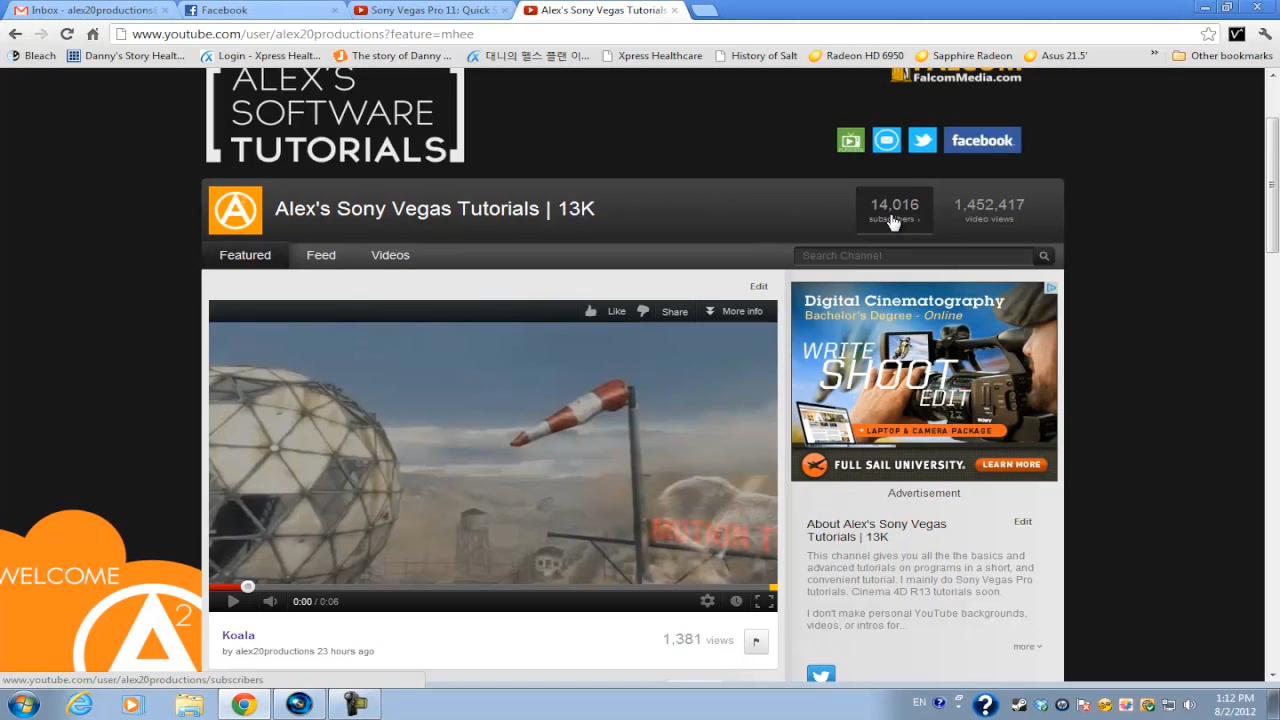 Inbox - alex20productions
Facebook
Sony Vegas Pro 11: Quick S
Alex's Sony Vegas Tutorials
www.youtube.com/user/alex20productions?feature=mhee
Bleach
Danny's Story Healt...
Login - Xpress Healt...
The story of Danny ...
대니의 헬스 플랜 이...
Xpress Healthcare
History of Salt
Radeon HD 6950
Sapphire Radeon
Asus 21.5'
Other bookmarks
ALEX'S
SOFTWARE
TUTORIALS
FALCOM
FalcomMedia.com
facebook
Alex's Sony Vegas Tutorials | 13K
14,016
subscribers ›
1,452,417
video views
Featured
Feed
Videos
Search Channel
Edit
Like
Share
More info
0:00 / 0:06
Koala
by alex20productions 23 hours ago
1,381 views
Digital Cinematography
Bachelor's Degree - Online
WRITE
SHOOT
EDIT
+ LAPTOP & CAMERA PACKAGE
FULL SAIL UNIVERSITY.
LEARN MORE
Advertisement
About Alex's Sony Vegas
Tutorials | 13K
Edit
This channel gives you all the the basics and
advanced tutorials on programs in a short, and
convenient tutorial. I mainly do Sony Vegas Pro
tutorials. Cinema 4D R13 tutorials soon.
I don't make personal YouTube backgrounds,
videos, or intros for...
more
WELCOME
A 2
www.youtube.com/user/alex20productions/subscribers
EN
1:12 PM
8/2/2012